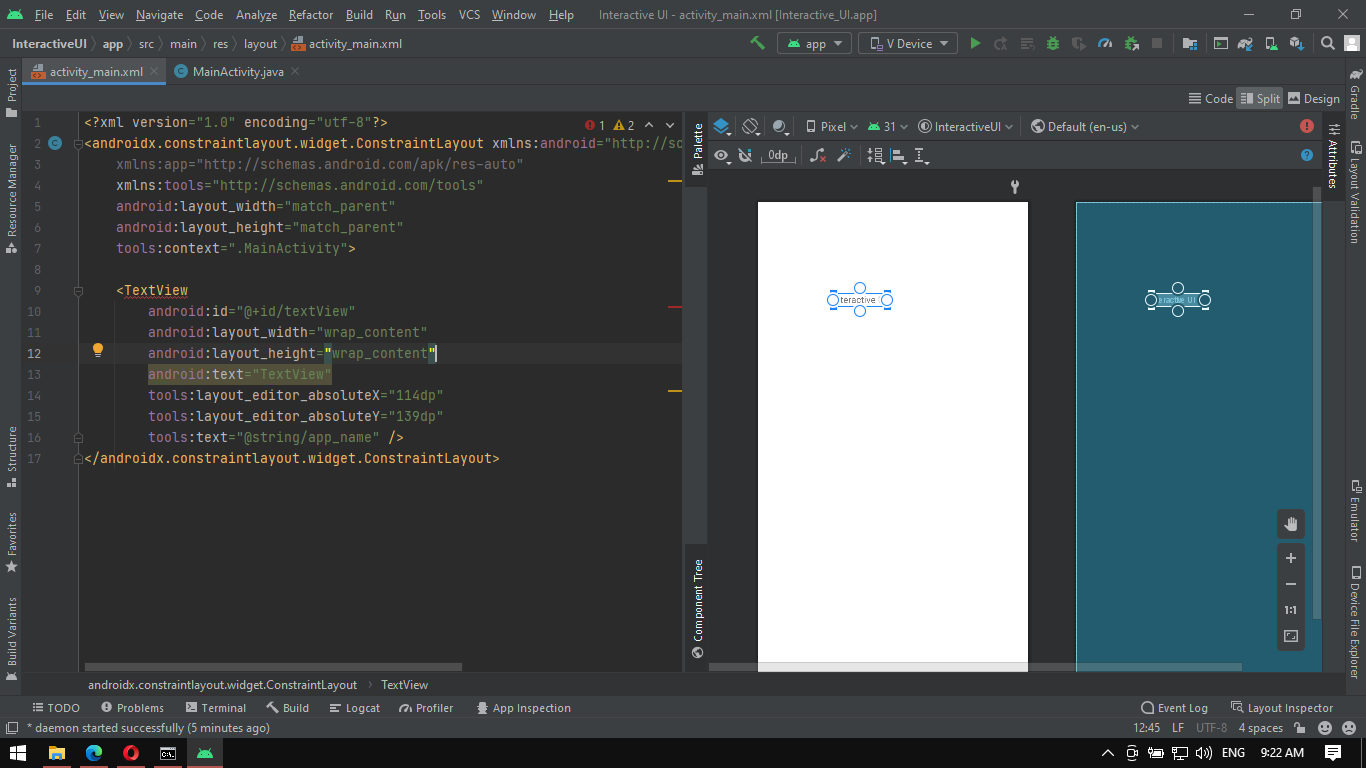 File Edit View Navigate Code Analyze Refactor Build Run Tools VCS Window Help Interactive UI - activity_main.xml [Interactive_UI.app]
InteractiveUI app src main res layout activity_main.xml app V Device
activity_main.xml MainActivity.java
Code Split Design
Project
Resource Manager
Structure
Favorites
Build Variants
1 <?xml version="1.0" encoding="utf-8"?>
1 2
2 <androidx.constraintlayout.widget.ConstraintLayout xmlns:android="http://sc
3 xmlns:app="http://schemas.android.com/apk/res-auto"
4 xmlns:tools="http://schemas.android.com/tools"
5 android:layout_width="match_parent"
6 android:layout_height="match_parent"
7 tools:context=".MainActivity">
8
9 <TextView
10 android:id="@+id/textView"
11 android:layout_width="wrap_content"
12 android:layout_height="wrap_content"
13 android:text="TextView"
14 tools:layout_editor_absoluteX="114dp"
15 tools:layout_editor_absoluteY="139dp"
16 tools:text="@string/app_name" />
17 </androidx.constraintlayout.widget.ConstraintLayout>
Palette
Component Tree
Pixel 31 InteractiveUI Default (en-us)
0dp
teractive
eractive UI
1:1
Attributes
Gradle
Layout Validation
Emulator
Device File Explorer
androidx.constraintlayout.widget.ConstraintLayout TextView
TODO Problems Terminal Build Logcat Profiler App Inspection Event Log Layout Inspector
* daemon started successfully (5 minutes ago) 12:45 LF UTF-8 4 spaces
ENG 9:22 AM